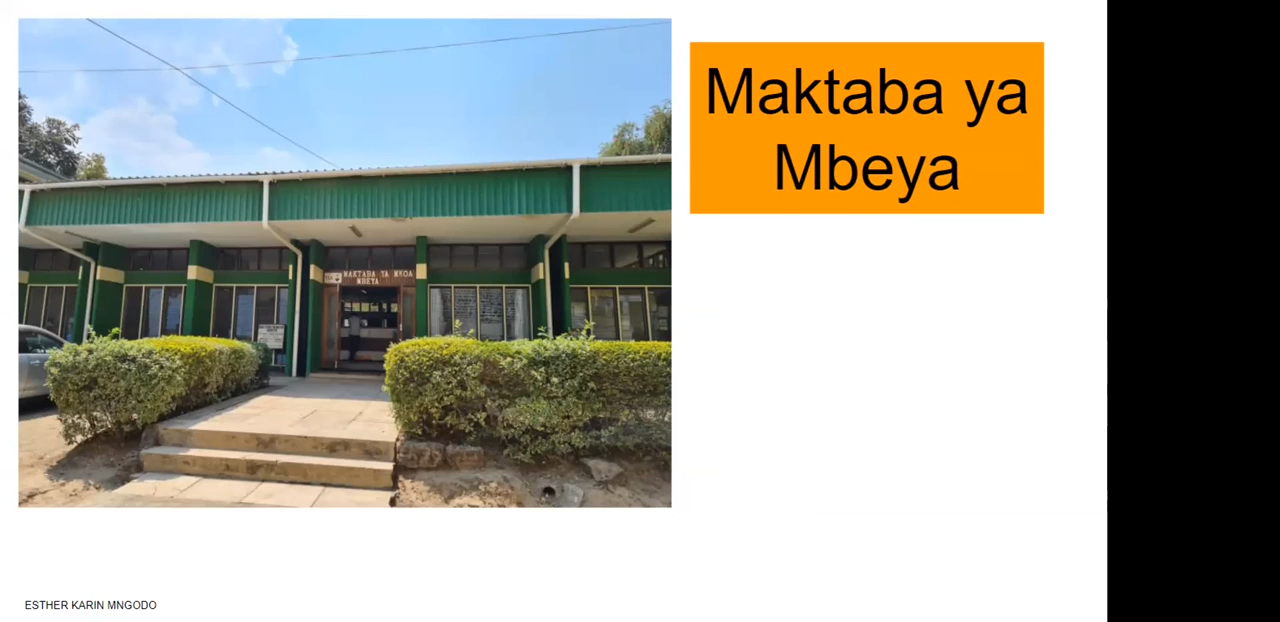 Maktaba ya
Mbeya
MAKTABA YA MKOA
MBEYA
ESTHER KARIN MNGODO